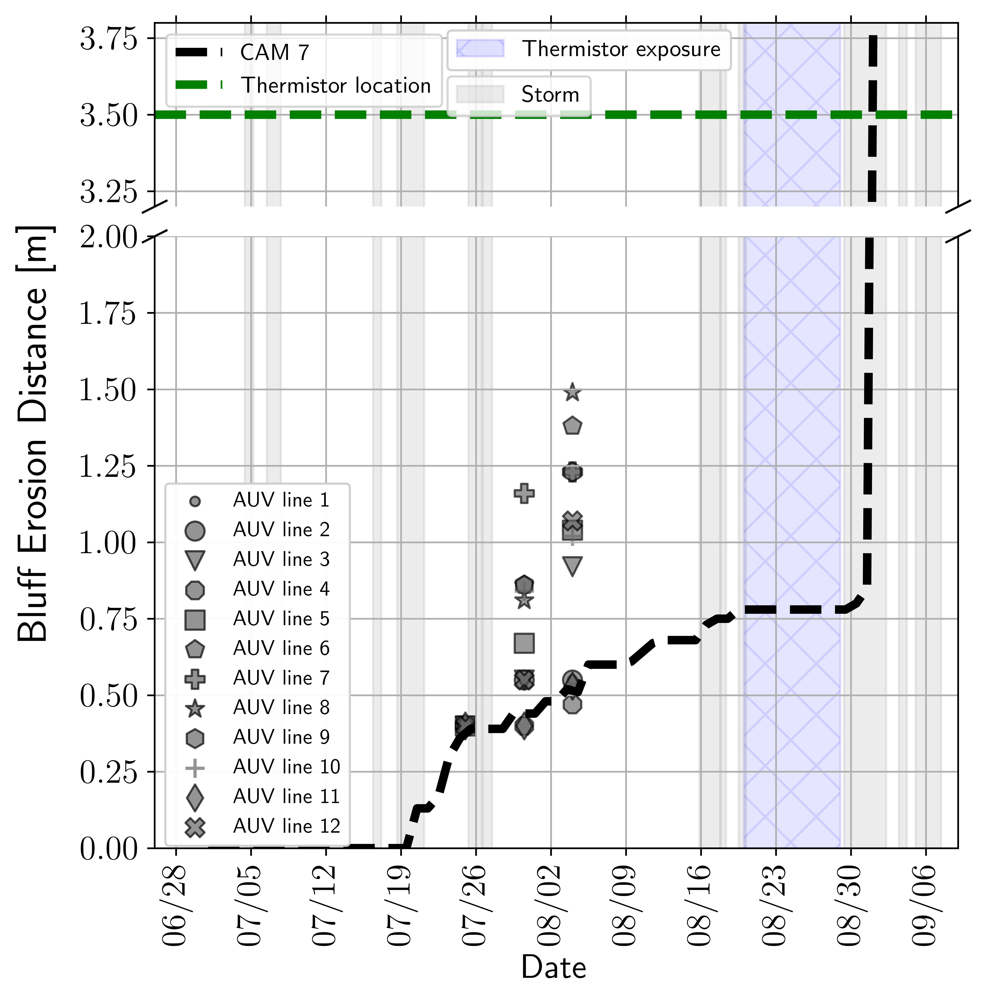 3.75
3.50
3.25
CAM 7
Thermistor location
Thermistor exposure
Storm
Bluff Erosion Distance [m]
2.00
1.75
1.50
1.25
1.00
0.75
0.50
0.25
0.00
AUV line 1
AUV line 2
AUV line 3
AUV line 4
AUV line 5
AUV line 6
AUV line 7
AUV line 8
AUV line 9
AUV line 10
AUV line 11
AUV line 12
06/28
07/05
07/12
07/19
07/26
08/02
08/09
08/16
08/23
08/30
09/06
Date